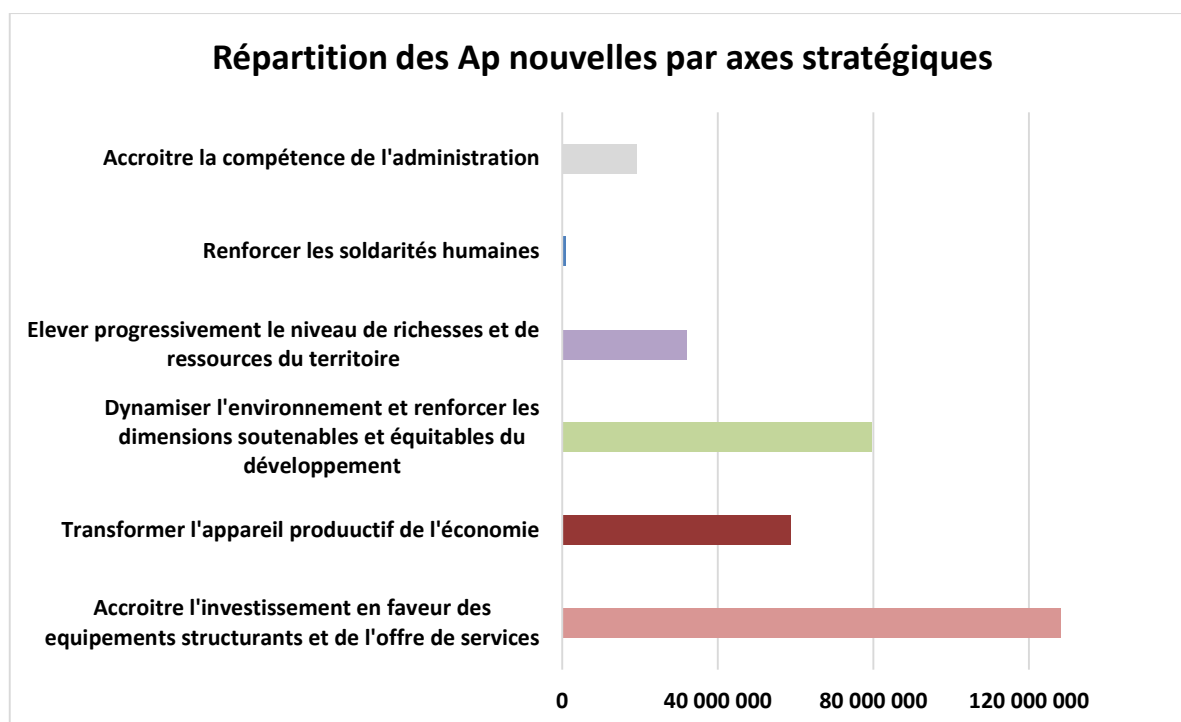 Répartition des Ap nouvelles par axes stratégiques
Accroitre la compétence de l'administration
Renforcer les soldarités humaines
Elever progressivement le niveau de richesses et de
ressources du territoire
Dynamiser l'environnement et renforcer les
dimensions soutenables et équitables du
développement
Transformer l'appareil produuctif de l'économie
Accroitre l'investissement en faveur des
equipements structurants et de l'offre de services
0 40 000 000 80 000 000 120 000 000